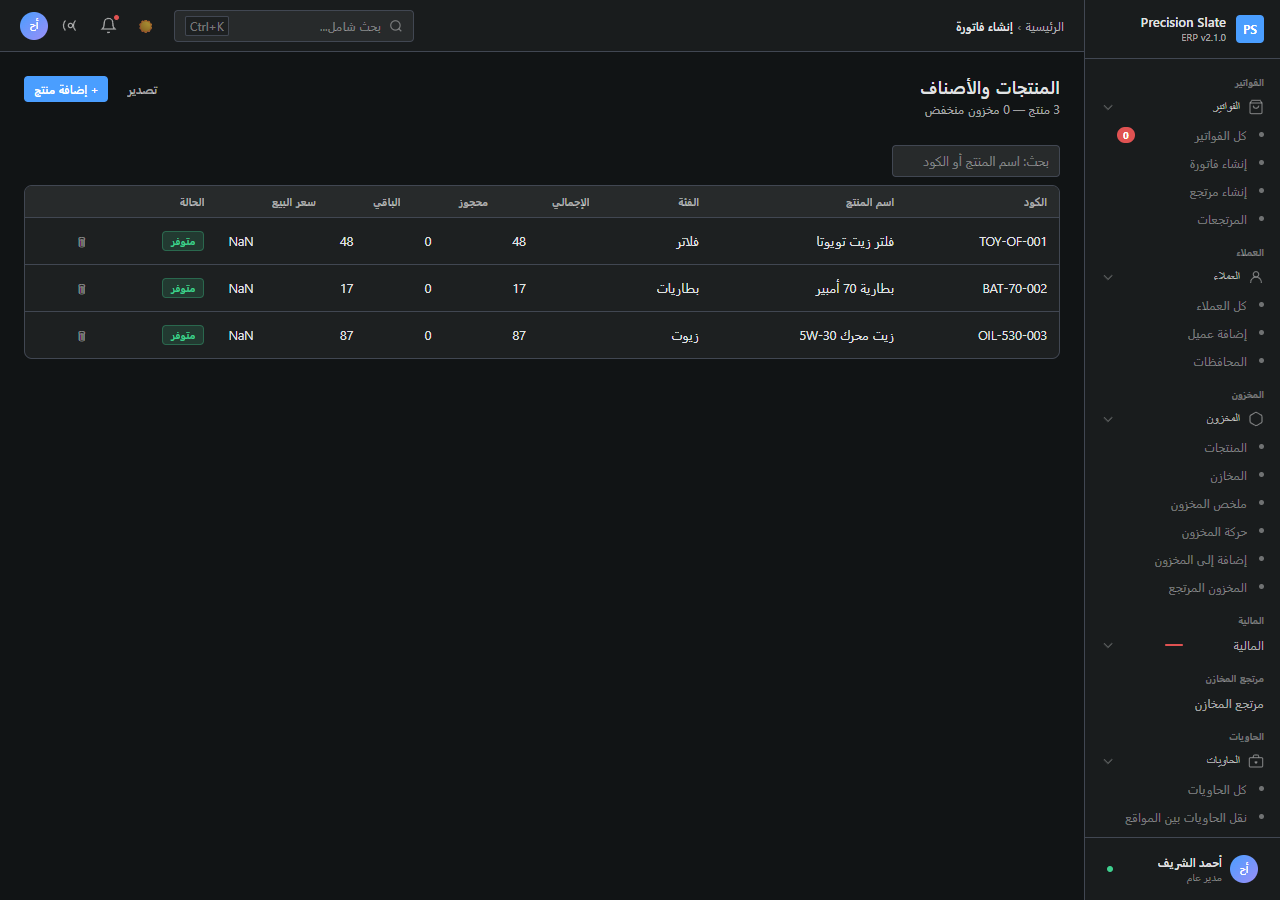 Precision Slate
PS
ERP v2.1.0
الرئيسية › إنشاء فاتورة
بحث شامل...
Ctrl+K
أح
الفواتير
الفواتير
كل الفواتير
0
إنشاء فاتورة
إنشاء مرتجع
المرتجعات
العملاء
العملاء
كل العملاء
إضافة عميل
المحافظات
المخزون
المخزون
المنتجات
المخازن
ملخص المخزون
حركة المخزون
إضافة إلى المخزون
المخزون المرتجع
المالية
المالية
مرتجع المخازن
مرتجع المخازن
الحاويات
الحاويات
كل الحاويات
نقل الحاويات بين المواقع
أح
أحمد الشريف
مدير عام
المنتجات والأصناف
3 منتج — 0 مخزون منخفض
تصدير
+ إضافة منتج
بحث: اسم المنتج أو الكود
الكود اسم المنتج الفئة الإجمالي محجوز الباقي سعر البيع الحالة
TOY-OF-001 فلتر زيت تويوتا فلاتر 48 0 48 NaN متوفر
BAT-70-002 بطارية 70 أمبير بطاريات 17 0 17 NaN متوفر
OIL-530-003 زيت محرك 5W-30 زيوت 87 0 87 NaN متوفر